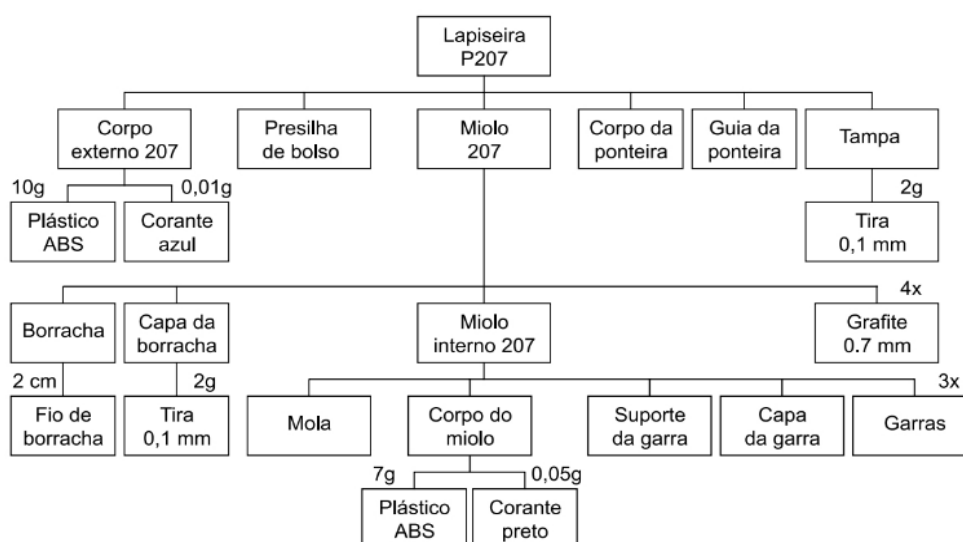 Lapiseira
P207
Corpo
externo 207
Presilha
de bolso
Miolo
207
Corpo da
ponteira
Guia da
ponteira
Tampa
10g
0,01g
2g
Plástico
ABS
Corante
azul
Tira
0,1 mm
4x
Borracha
Capa da
borracha
Miolo
interno 207
Grafite
0.7 mm
2 cm
2g
3x
Fio de
borracha
Tira
0,1 mm
Mola
Corpo do
miolo
Suporte
da garra
Capa
da garra
Garras
7g
0,05g
Plástico
ABS
Corante
preto